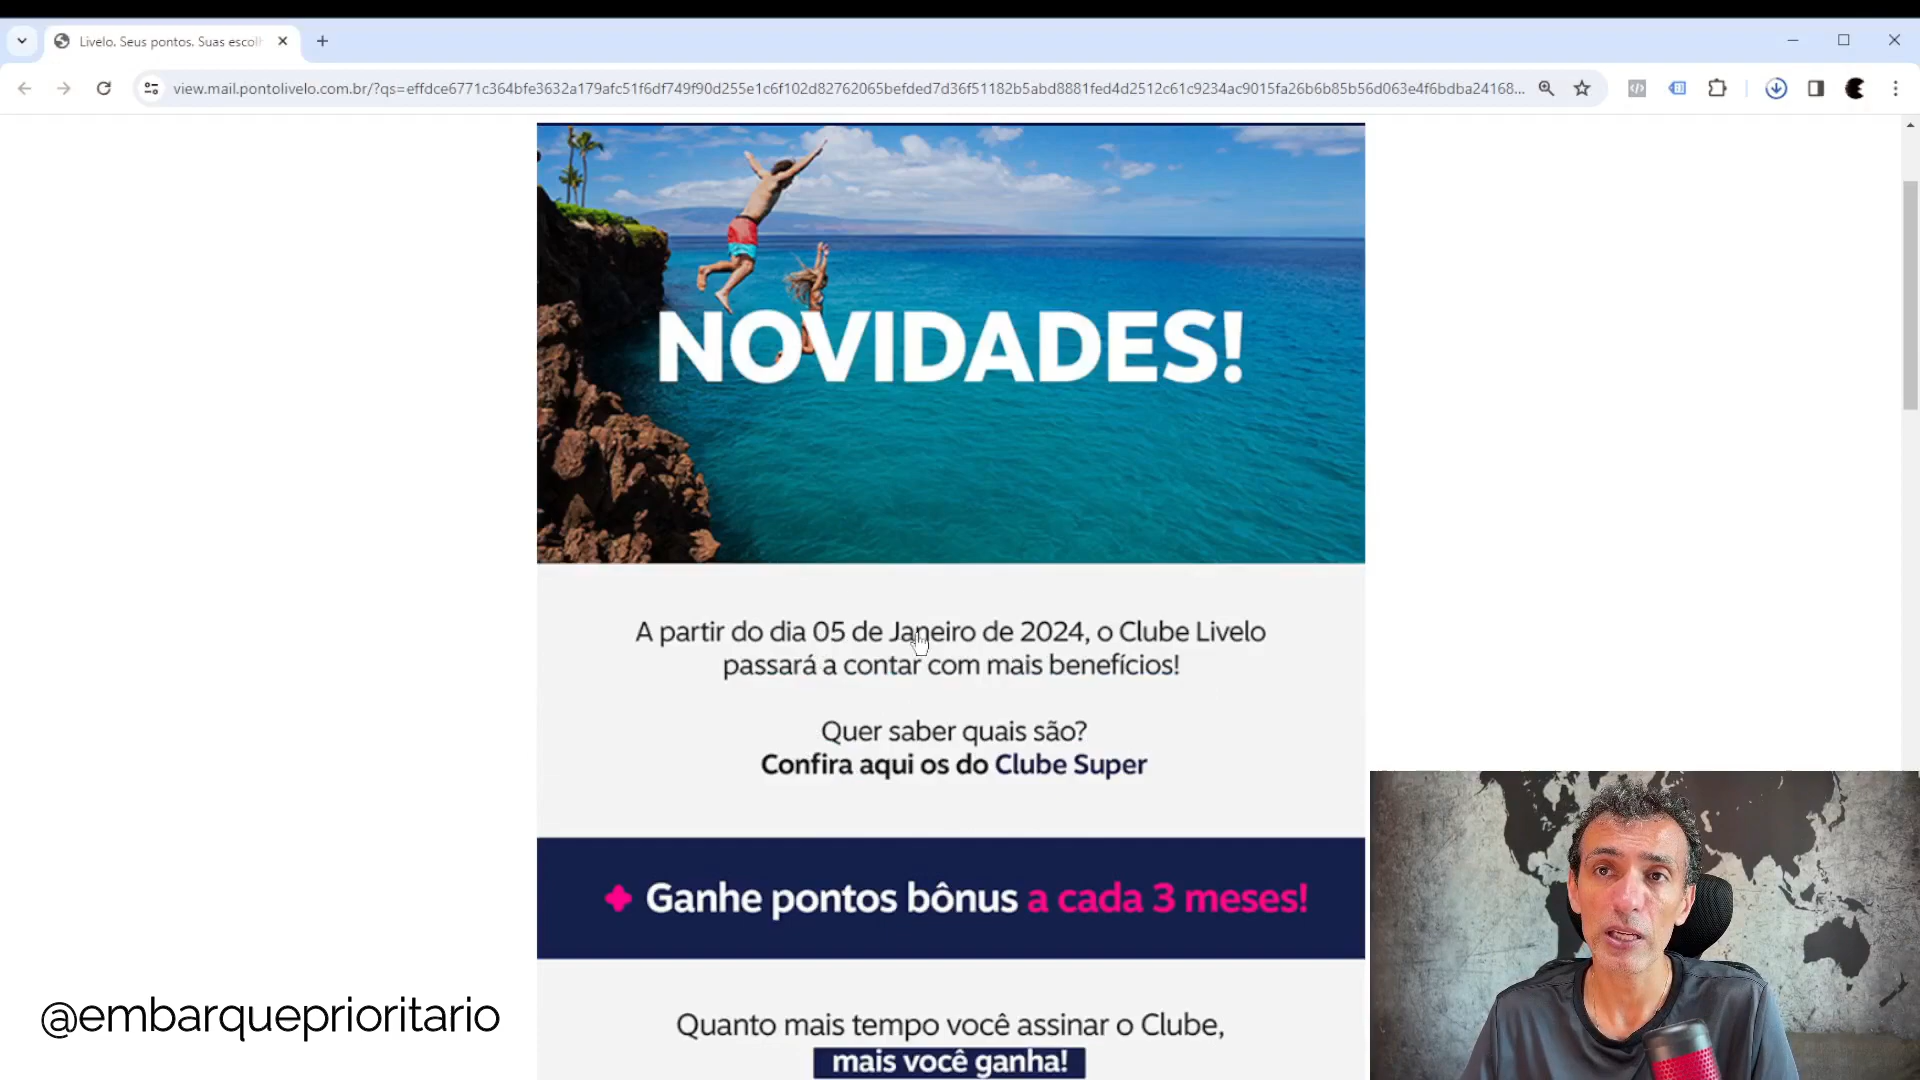 Livelo. Seus pontos. Suas escol
view.mail.pontolivelo.com.br/?qs=effdce6771c364bfe3632a179afc51f6df749f90d255e1c6f102d82762065befded7d36f51182b5abd8881fed4d2512c61c9234ac9015fa26b6b85b56d063e4f6bdba24168...
NOVIDADES!
A partir do dia 05 de Janeiro de 2024, o Clube Livelo
passará a contar com mais benefícios!
Quer saber quais são?
Confira aqui os do Clube Super
Ganhe pontos bônus a cada 3 meses!
Quanto mais tempo você assinar o Clube,
mais você ganha!
@embarqueprioritario